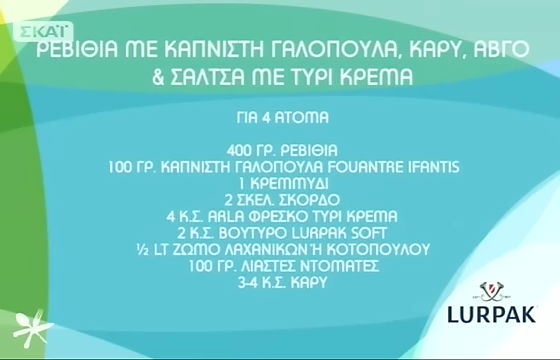 ΣΚΑΪ
ΡΕΒΙΘΙΑ ΜΕ ΚΑΠΝΙΣΤΗ ΓΑΛΟΠΟΥΛΑ, ΚΑΡΥ, ΑΒΓΟ
& ΣΑΛΤΣΑ ΜΕ ΤΥΡΙ ΚΡΕΜΑ
ΓΙΑ 4 ΑΤΟΜΑ
400 ΓΡ. ΡΕΒΙΘΙΑ
100 ΓΡ. ΚΑΠΝΙΣΤΗ ΓΑΛΟΠΟΥΛΑ FOUANTRE IFANTIS
1 ΚΡΕΜΜΥΔΙ
2 ΣΚΕΛ. ΣΚΟΡΔΟ
4 Κ.Σ. ARLA ΦΡΕΣΚΟ ΤΥΡΙ ΚΡΕΜΑ
2 Κ.Σ. ΒΟΥΤΥΡΟ LURPAK SOFT
½ LT ΖΩΜΟ ΛΑΧΑΝΙΚΩΝ Ή ΚΟΤΟΠΟΥΛΟΥ
100 ΓΡ. ΛΙΑΣΤΕΣ ΝΤΟΜΑΤΕΣ
3-4 Κ.Σ. ΚΑΡΥ
LURPAK